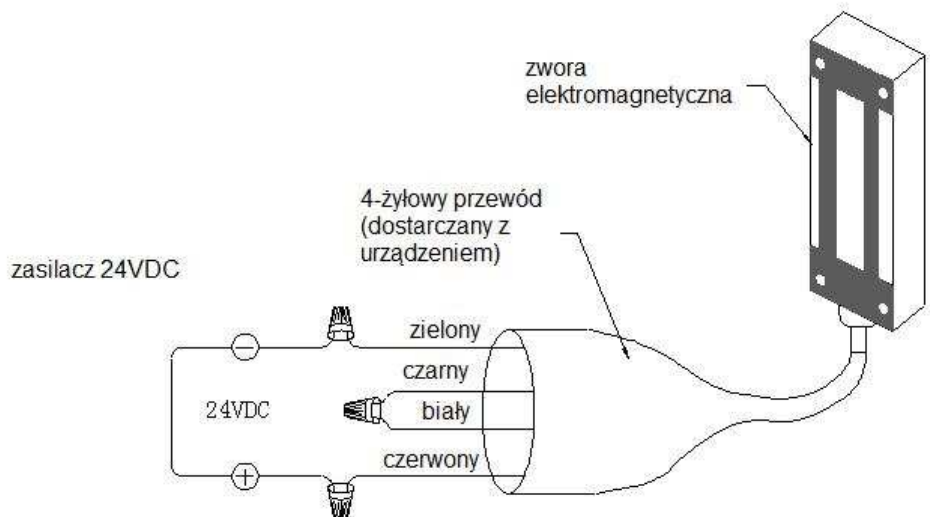 zwora
elektromagnetyczna
4-żyłowy przewód
(dostarczany z
urządzeniem)
zasilacz 24VDC
zielony
czarny
24VDC
biały
czerwony